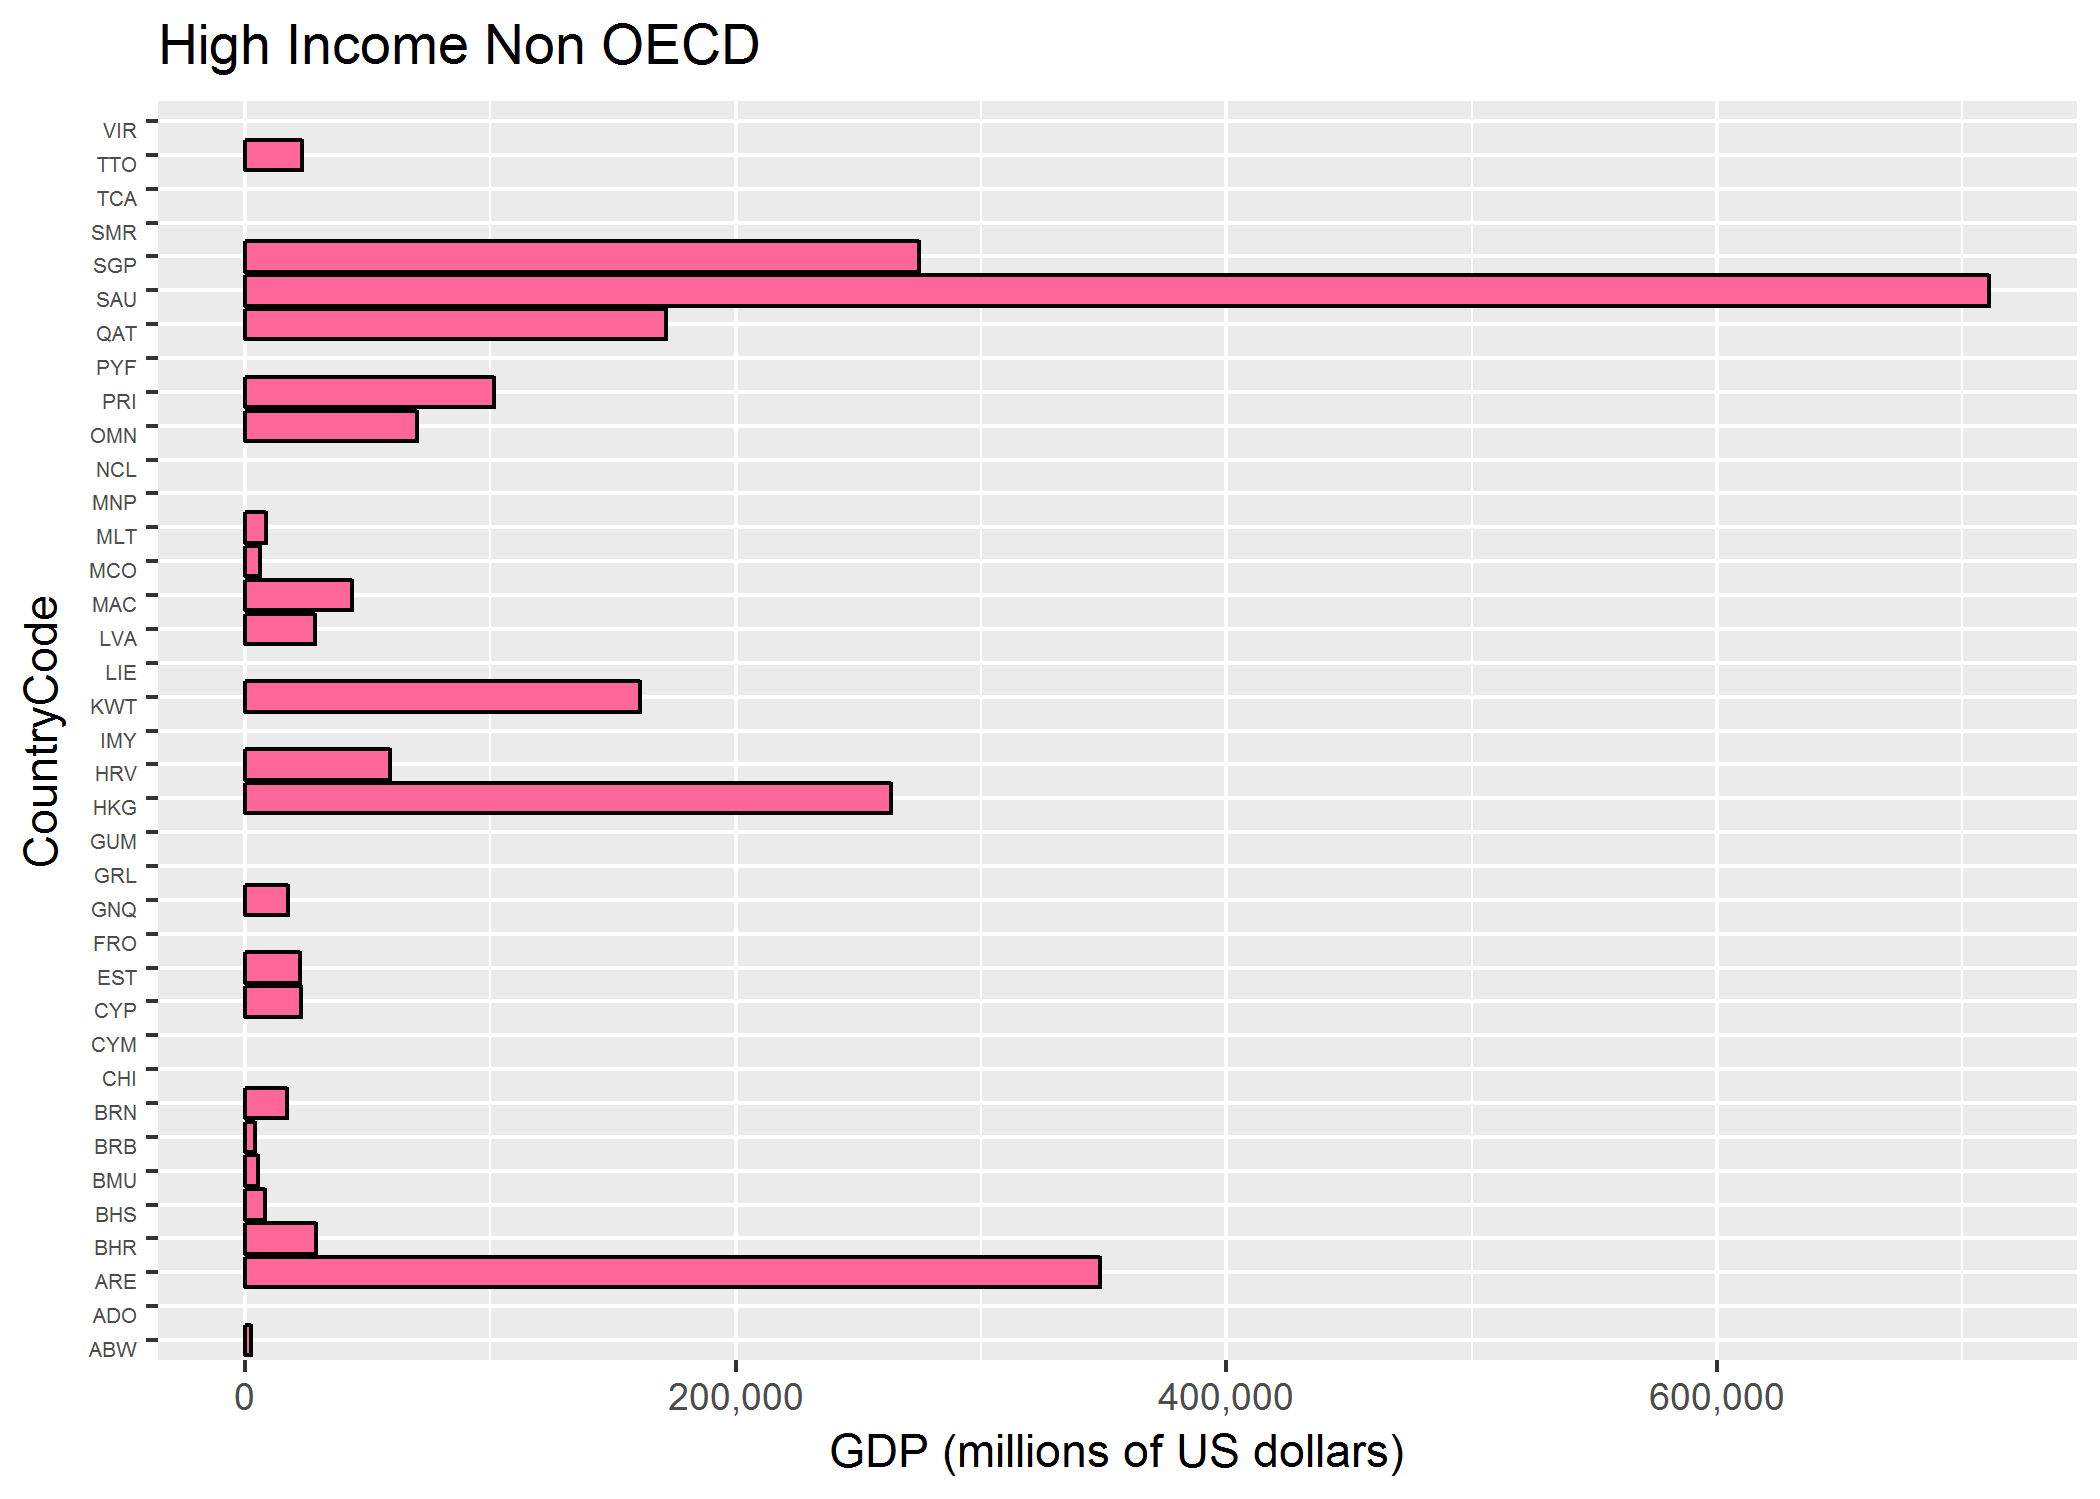 High Income Non OECD
VIR
TTO
TCA
SMR
SGP
SAU
QAT
PYF
PRI
OMN
NCL
MNP
MLT
MCO
MAC
LVA
LIE
KWT
IMY
HRV
HKG
GUM
GRL
GNQ
FRO
EST
CYP
CYM
CHI
BRN
BRB
BMU
BHS
BHR
ARE
ADO
ABW
CountryCode
0 200,000 400,000 600,000
GDP (millions of US dollars)